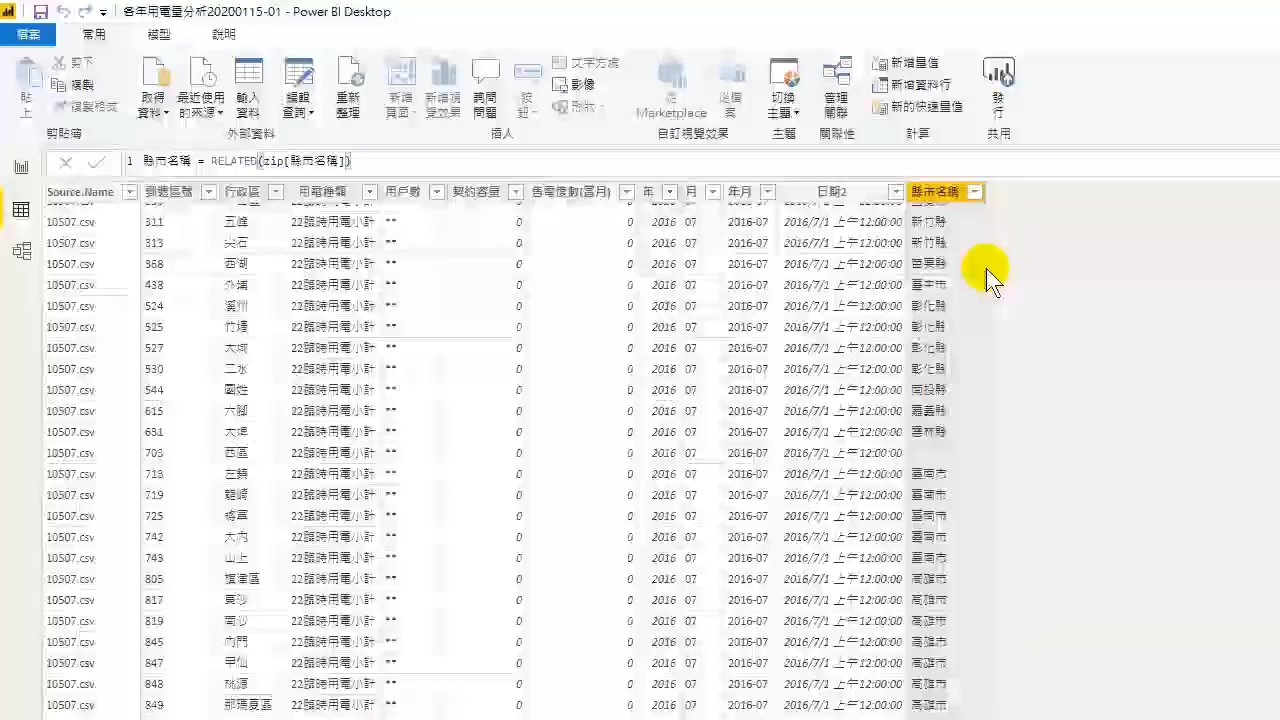 各年用電量分析20200115-01 - Power BI Desktop
檔案 常用 模型 說明
剪下
複製
複製格式
貼上
剪貼簿
取得資料
最近使用的來源
輸入資料
編輯查詢
外部資料
重新整理
新增頁面
新增視覺效果
詢問問題
按鈕
文字方塊
影像
圖形
插入
從 Marketplace
從檔案
自訂視覺效果
切換主題
主題
管理關聯
關聯性
新增量值
新增資料行
新的快速量值
計算
發行
共用
1 縣市名稱 = RELATED(zip[縣市名稱])
Source.Name 郵遞區號 行政區 用電種類 用戶數 契約容量 售電度數(當月) 年 月 年月 日期2 縣市名稱
10507.csv 311 五峰 22臨時用電小計 ** 0 0 2016 07 2016-07 2016/7/1 上午12:00:00 新竹縣
10507.csv 313 尖石 22臨時用電小計 ** 0 0 2016 07 2016-07 2016/7/1 上午12:00:00 新竹縣
10507.csv 368 西湖 22臨時用電小計 ** 0 0 2016 07 2016-07 2016/7/1 上午12:00:00 苗栗縣
10507.csv 438 外埔 22臨時用電小計 ** 0 0 2016 07 2016-07 2016/7/1 上午12:00:00 臺中市
10507.csv 524 溪州 22臨時用電小計 ** 0 0 2016 07 2016-07 2016/7/1 上午12:00:00 彰化縣
10507.csv 525 竹塘 22臨時用電小計 ** 0 0 2016 07 2016-07 2016/7/1 上午12:00:00 彰化縣
10507.csv 527 大城 22臨時用電小計 ** 0 0 2016 07 2016-07 2016/7/1 上午12:00:00 彰化縣
10507.csv 530 二水 22臨時用電小計 ** 0 0 2016 07 2016-07 2016/7/1 上午12:00:00 彰化縣
10507.csv 544 國姓 22臨時用電小計 ** 0 0 2016 07 2016-07 2016/7/1 上午12:00:00 南投縣
10507.csv 615 六腳 22臨時用電小計 ** 0 0 2016 07 2016-07 2016/7/1 上午12:00:00 嘉義縣
10507.csv 631 大埤 22臨時用電小計 ** 0 0 2016 07 2016-07 2016/7/1 上午12:00:00 雲林縣
10507.csv 703 西區 22臨時用電小計 ** 0 0 2016 07 2016-07 2016/7/1 上午12:00:00
10507.csv 713 左鎮 22臨時用電小計 ** 0 0 2016 07 2016-07 2016/7/1 上午12:00:00 臺南市
10507.csv 719 龍崎 22臨時用電小計 ** 0 0 2016 07 2016-07 2016/7/1 上午12:00:00 臺南市
10507.csv 725 將軍 22臨時用電小計 ** 0 0 2016 07 2016-07 2016/7/1 上午12:00:00 臺南市
10507.csv 742 大內 22臨時用電小計 ** 0 0 2016 07 2016-07 2016/7/1 上午12:00:00 臺南市
10507.csv 743 山上 22臨時用電小計 ** 0 0 2016 07 2016-07 2016/7/1 上午12:00:00 臺南市
10507.csv 805 旗津區 22臨時用電小計 ** 0 0 2016 07 2016-07 2016/7/1 上午12:00:00 高雄市
10507.csv 817 東沙 22臨時用電小計 ** 0 0 2016 07 2016-07 2016/7/1 上午12:00:00 高雄市
10507.csv 819 南沙 22臨時用電小計 ** 0 0 2016 07 2016-07 2016/7/1 上午12:00:00 高雄市
10507.csv 845 內門 22臨時用電小計 ** 0 0 2016 07 2016-07 2016/7/1 上午12:00:00 高雄市
10507.csv 847 甲仙 22臨時用電小計 ** 0 0 2016 07 2016-07 2016/7/1 上午12:00:00 高雄市
10507.csv 848 桃源 22臨時用電小計 ** 0 0 2016 07 2016-07 2016/7/1 上午12:00:00 高雄市
10507.csv 849 那瑪夏區 22臨時用電小計 ** 0 0 2016 07 2016-07 2016/7/1 上午12:00:00 高雄市